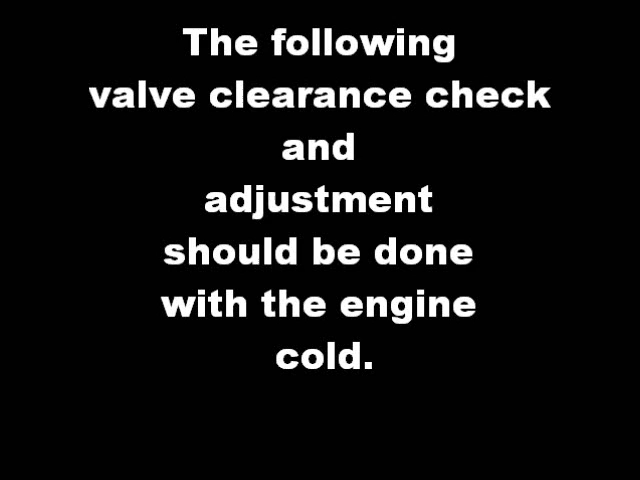 The following
valve clearance check
and
adjustment
should be done
with the engine
cold.